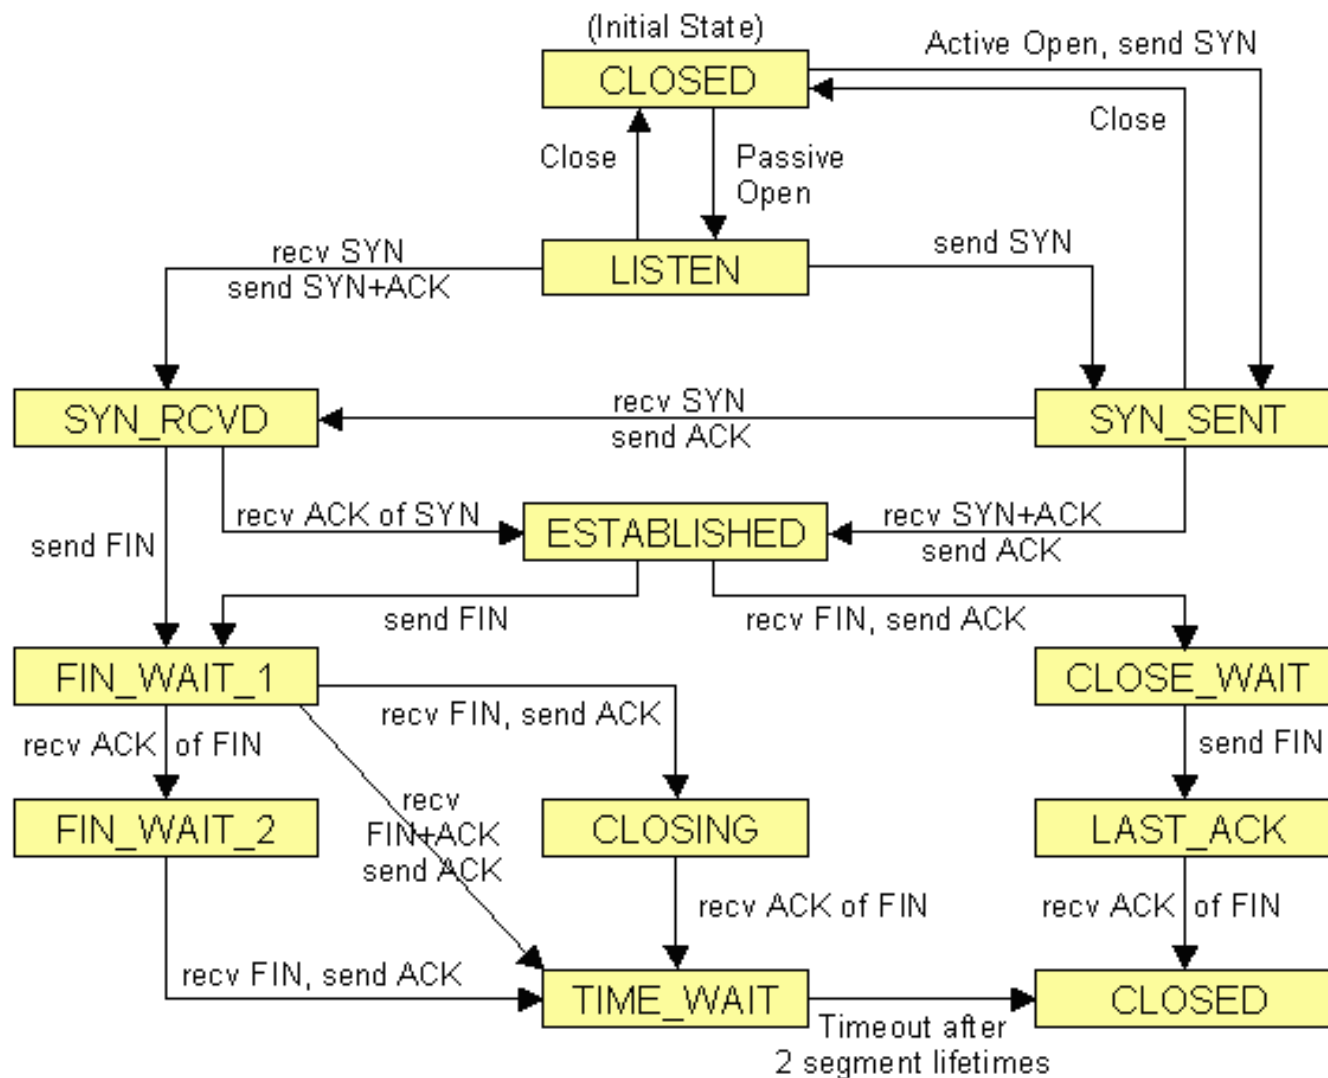 (Initial State)
Active Open, send SYN
CLOSED
Close
Close
Passive
Open
recv SYN
send SYN+ACK
LISTEN
send SYN
SYN_RCVD
recv SYN
send ACK
SYN_SENT
send FIN
recv ACK of SYN
ESTABLISHED
recv SYN+ACK
send ACK
send FIN
recv FIN, send ACK
FIN_WAIT_1
CLOSE_WAIT
recv FIN, send ACK
recv ACK of FIN
send FIN
FIN_WAIT_2
recv
FIN+ACK
send ACK
CLOSING
LAST_ACK
recv ACK of FIN
recv ACK of FIN
recv FIN, send ACK
TIME_WAIT
CLOSED
Timeout after
2 segment lifetimes